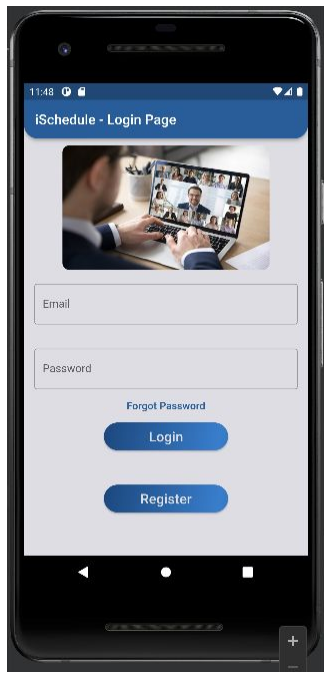 11:48
iSchedule - Login Page
Email
Password
Forgot Password
Login
Register